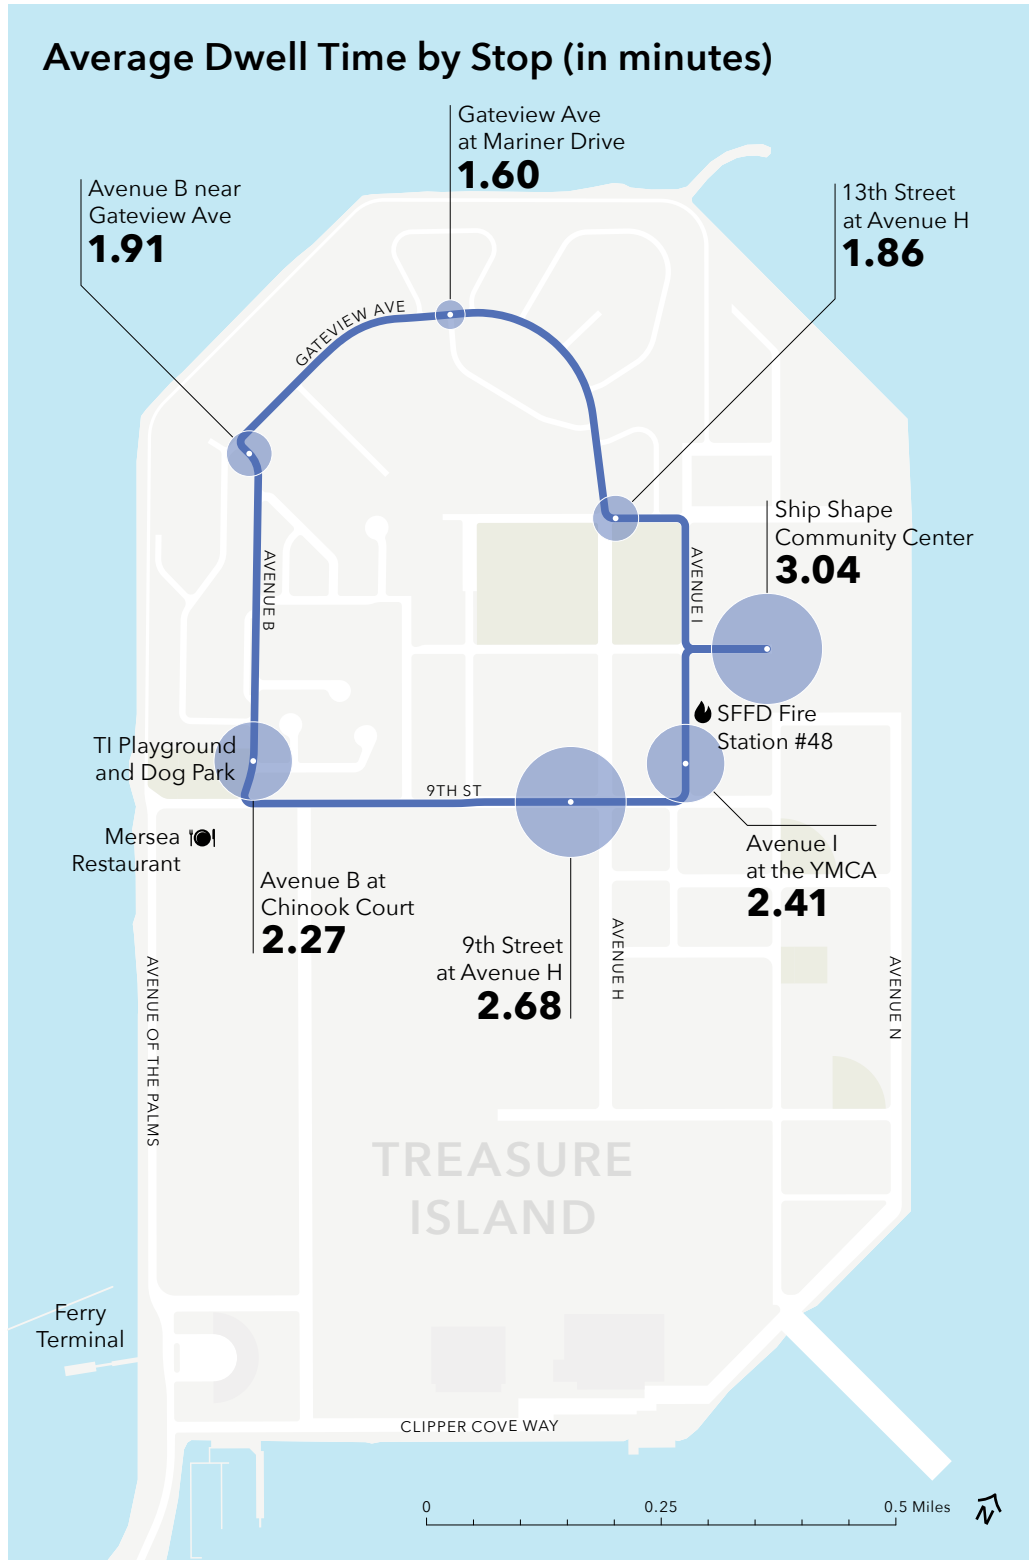 Average Dwell Time by Stop (in minutes)
Gateview Ave
at Mariner Drive
1.60
Avenue B near
Gateview Ave
1.91
13th Street
at Avenue H
1.86
GATEVIEW AVE
Ship Shape
Community Center
3.04
AVENUE B
AVENUE I
SFFD Fire
Station #48
TI Playground
and Dog Park
9TH ST
Mersea
Restaurant
Avenue I
at the YMCA
2.41
Avenue B at
Chinook Court
2.27
9th Street
at Avenue H
2.68
AVENUE H
AVENUE N
AVENUE OF THE PALMS
TREASURE
ISLAND
Ferry
Terminal
CLIPPER COVE WAY
0 0.25 0.5 Miles
N